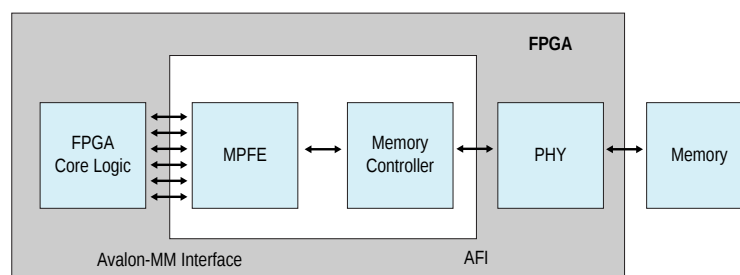 FPGA
FPGA
Core Logic
MPFE
Memory
Controller
PHY
Memory
Avalon-MM Interface
AFI